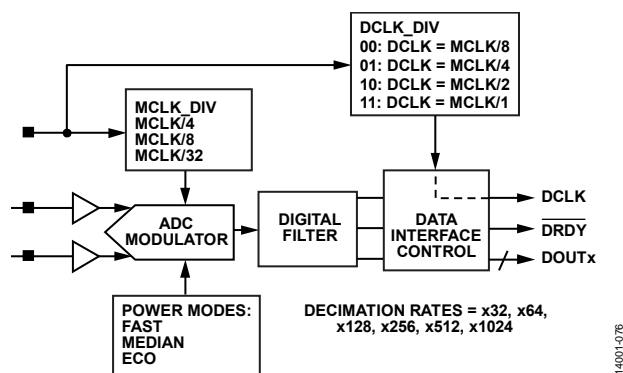 DCLK_DIV
00: DCLK = MCLK/8
01: DCLK = MCLK/4
10: DCLK = MCLK/2
11: DCLK = MCLK/1
MCLK_DIV
MCLK/4
MCLK/8
MCLK/32
ADC
MODULATOR
DIGITAL
FILTER
DATA
INTERFACE
CONTROL
DCLK
DRDY
DOUTx
POWER MODES:
FAST
MEDIAN
ECO
DECIMATION RATES = x32, x64,
x128, x256, x512, x1024
14001-076